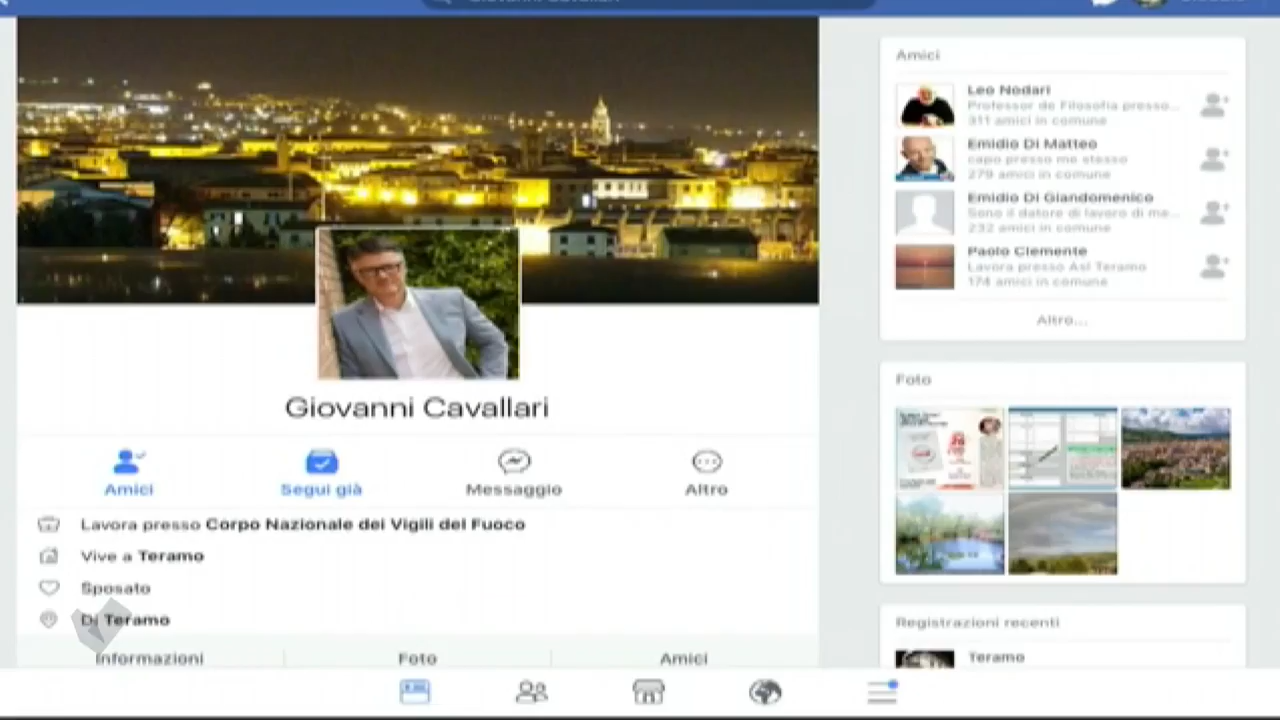 Giovanni Cavallari
Giovanni Cavallari
Amici
Segui già
Messaggio
Altro
Lavora presso Corpo Nazionale dei Vigili del Fuoco
Vive a Teramo
Sposato
Di Teramo
Informazioni
Foto
Amici
Amici
Leo Nodari
Professor de Filosofia presso...
311 amici in comune
Emidio Di Matteo
capo presso me stesso
279 amici in comune
Emidio Di Giandomenico
Sono il datore di lavoro di me...
232 amici in comune
Paolo Clemente
Lavora presso Asl Teramo
174 amici in comune
Altro...
Foto
Registrazioni recenti
Teramo